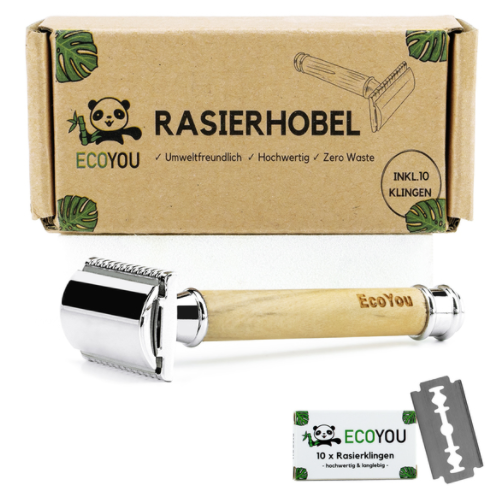 RASIERHOBEL
ECOYOU
✓ Umweltfreundlich ✓ Hochwertig ✓ Zero Waste
INKL.10
KLINGEN
EcoYou
ECOYOU
10 x Rasierklingen
- hochwertig & langlebig -